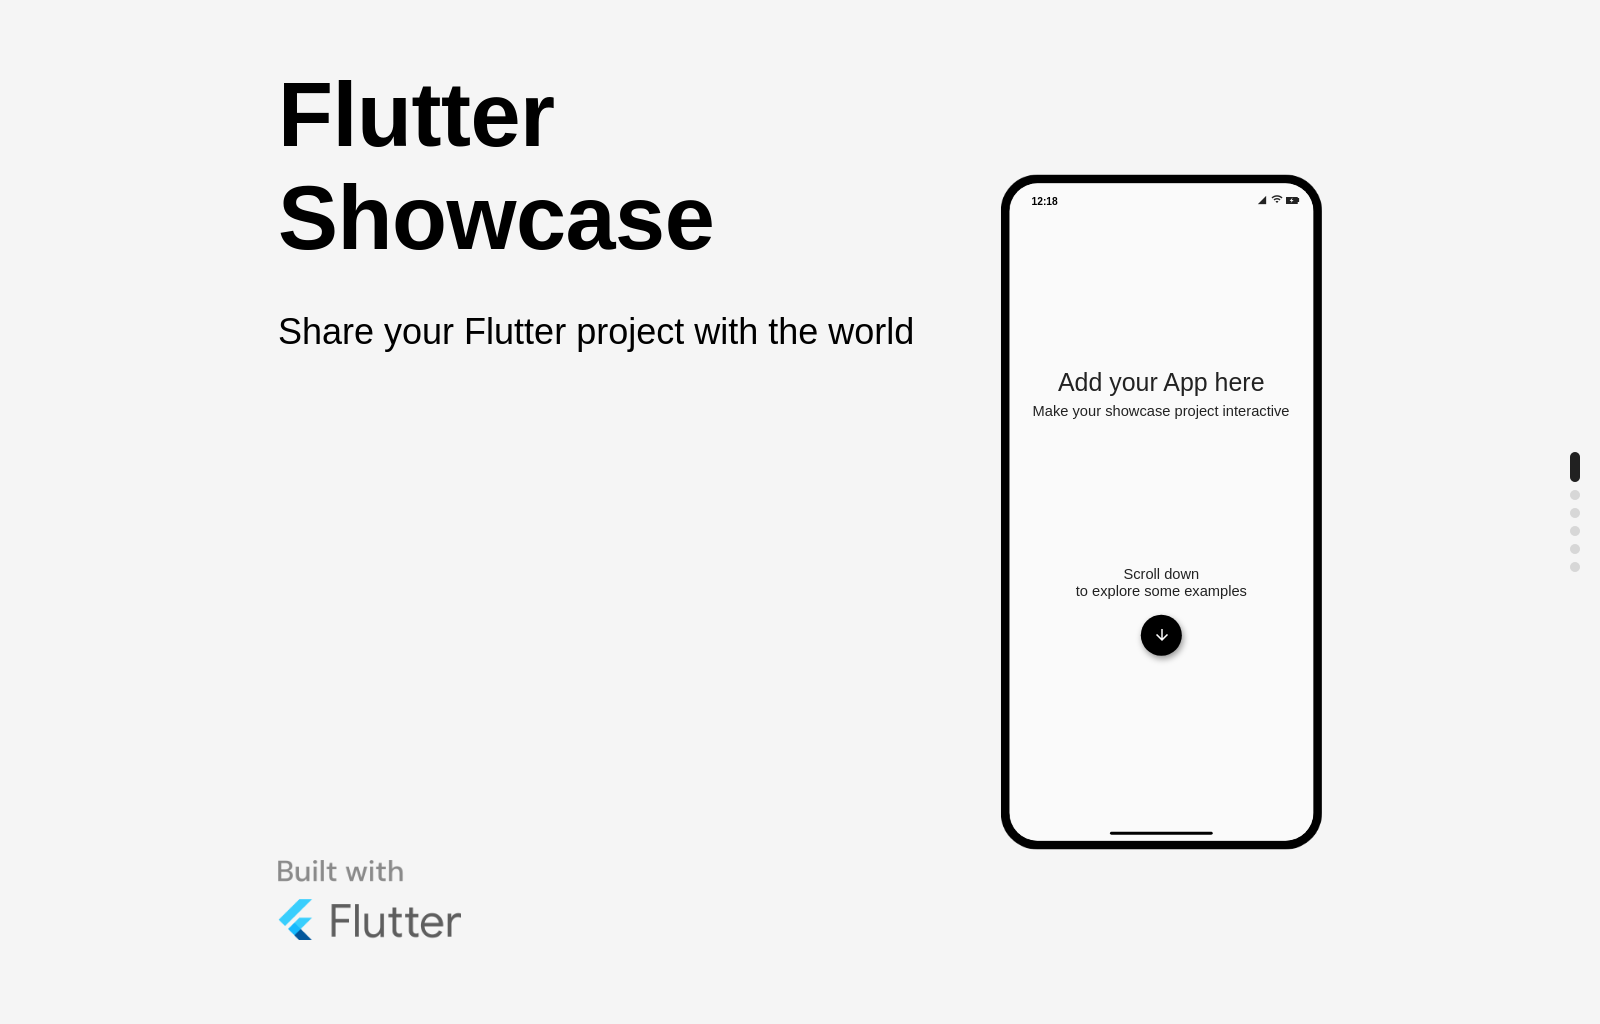 Flutter
Showcase
Share your Flutter project with the world
12:18
Add your App here
Make your showcase project interactive
Scroll down
to explore some examples
Built with
Flutter